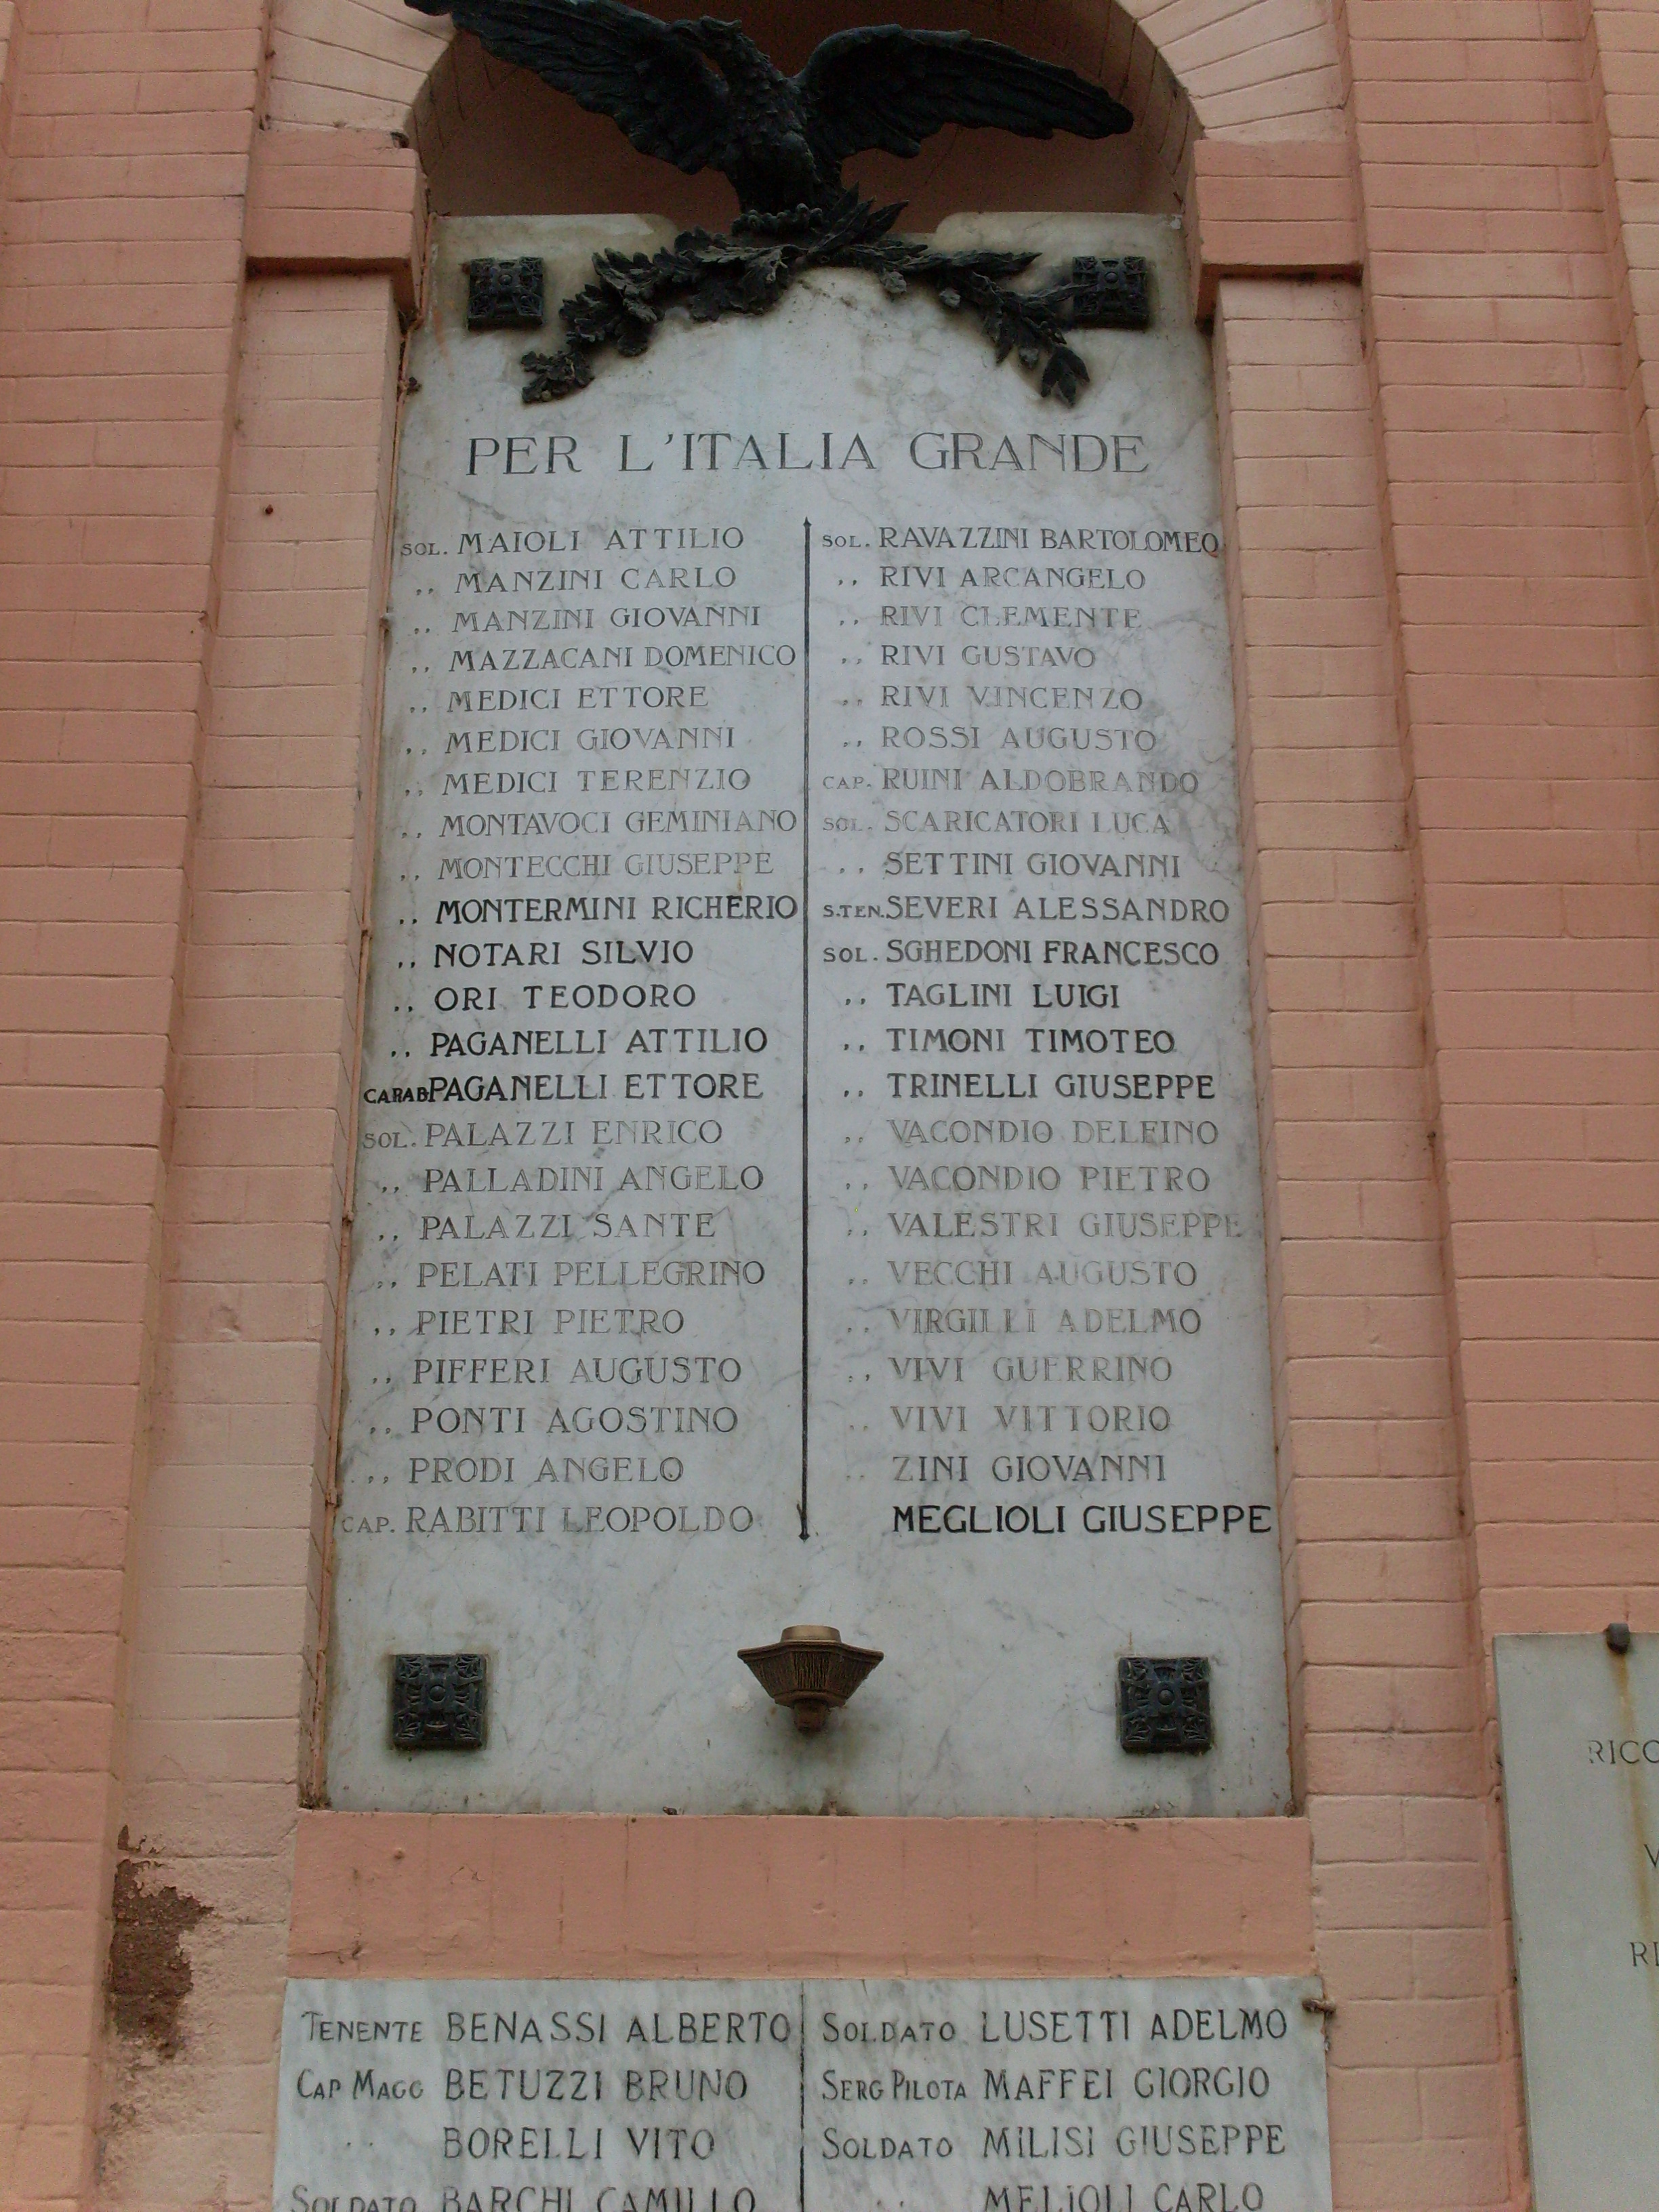 PER L'ITALIA GRANDE
SOL. MAIOLI ATTILIO
,, MANZINI CARLO
,, MANZINI GIOVANNI
,, MAZZACANI DOMENICO
,, MEDICI ETTORE
,, MEDICI GIOVANNI
,, MEDICI TERENZIO
,, MONTAVOCI GEMINIANO
,, MONTECCHI GIUSEPPE
,, MONTERMINI RICHERIO
,, NOTARI SILVIO
,, ORI TEODORO
,, PAGANELLI ATTILIO
CARAB. PAGANELLI ETTORE
SOL. PALAZZI ENRICO
,, PALLADINI ANGELO
,, PALAZZI SANTE
,, PELATI PELLEGRINO
,, PIETRI PIETRO
,, PIFFERI AUGUSTO
,, PONTI AGOSTINO
,, PRODI ANGELO
CAP. RABITTI LEOPOLDO
SOL. RAVAZZINI BARTOLOMEO
,, RIVI ARCANGELO
,, RIVI CLEMENTE
,, RIVI GUSTAVO
,, RIVI VINCENZO
,, ROSSI AUGUSTO
CAP. RUINI ALDOBRANDO
SOL. SCARICATORI LUCA
,, SETTINI GIOVANNI
S.TEN. SEVERI ALESSANDRO
SOL. SGHEDONI FRANCESCO
,, TAGLINI LUIGI
,, TIMONI TIMOTEO
,, TRINELLI GIUSEPPE
,, VACONDIO DELFINO
,, VACONDIO PIETRO
,, VALESTRI GIUSEPPE
,, VECCHI AUGUSTO
,, VIRGILLI ADELMO
,, VIVI GUERRINO
,, VIVI VITTORIO
,, ZINI GIOVANNI
MEGLIOLI GIUSEPPE
TENENTE BENASSI ALBERTO
CAP MAGG BETUZZI BRUNO
,, BORELLI VITO
SOLDATO BARCHI CAMILLO
SOLDATO LUSETTI ADELMO
SERG PILOTA MAFFEI GIORGIO
SOLDATO MILISI GIUSEPPE
,, MELIOLI CARLO